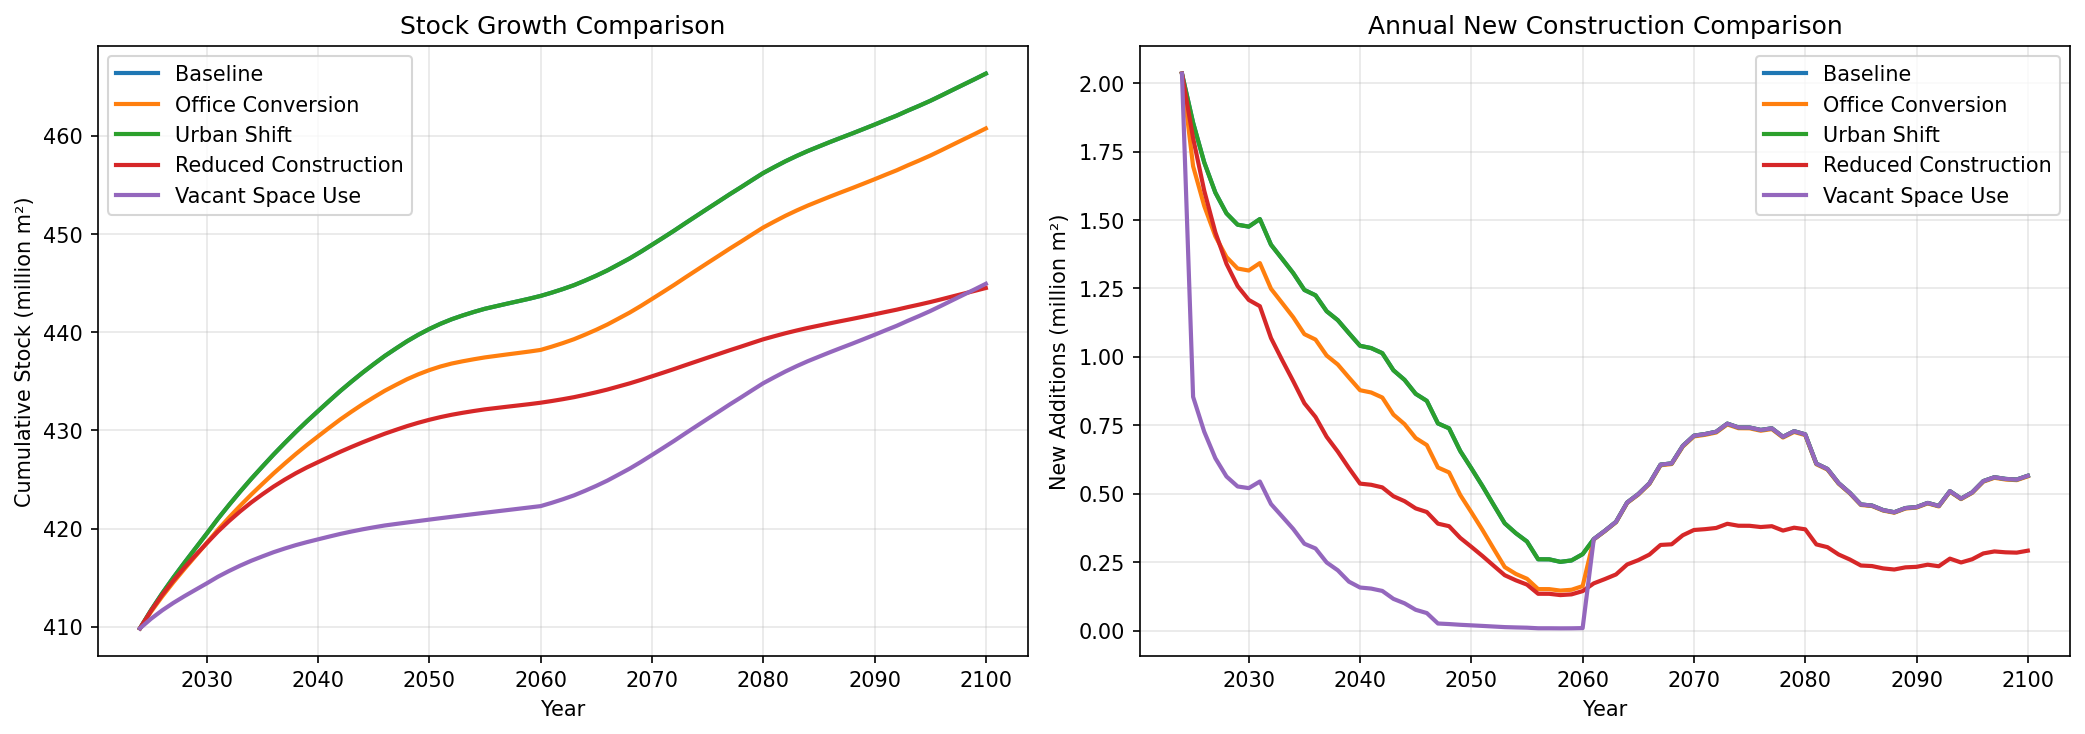 Stock Growth Comparison
Cumulative Stock (million m²)
460
450
440
430
420
410
Baseline
Office Conversion
Urban Shift
Reduced Construction
Vacant Space Use
2030 2040 2050 2060 2070 2080 2090 2100
Year
Annual New Construction Comparison
New Additions (million m²)
2.00
1.75
1.50
1.25
1.00
0.75
0.50
0.25
0.00
Baseline
Office Conversion
Urban Shift
Reduced Construction
Vacant Space Use
2030 2040 2050 2060 2070 2080 2090 2100
Year